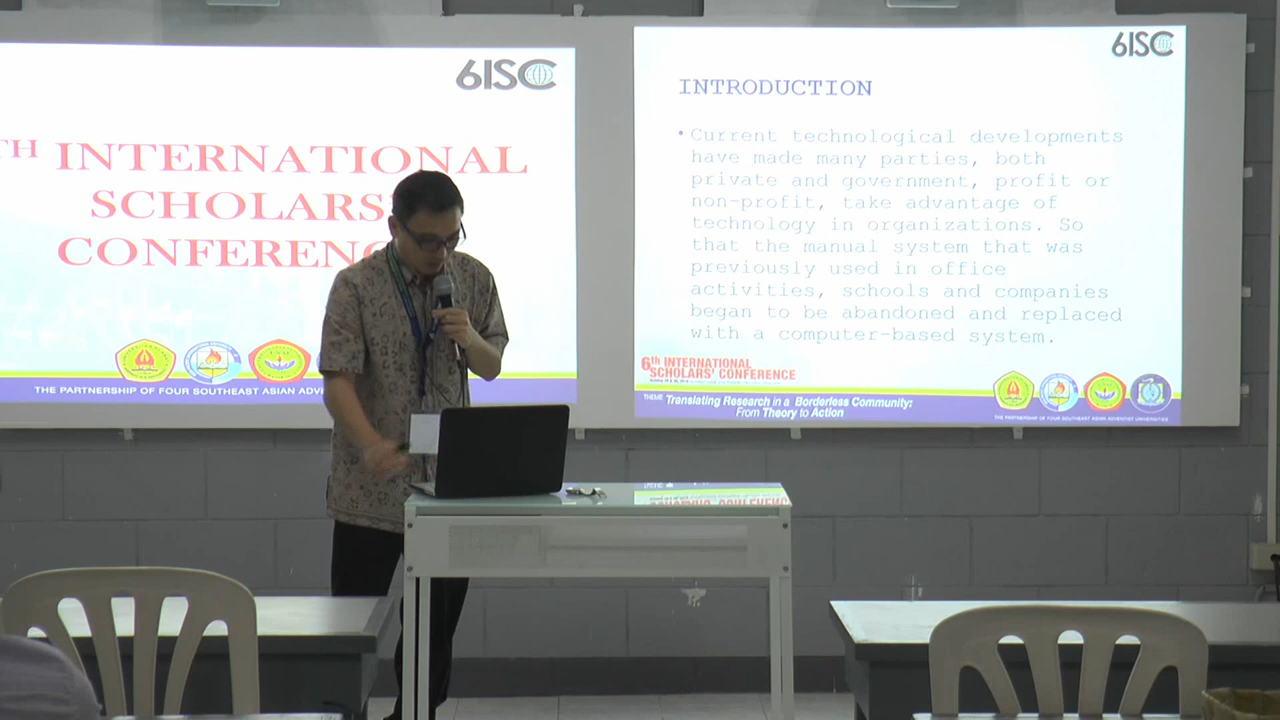 6ISC
TH INTERNATIONAL
SCHOLARS'
CONFERENC
THE PARTNERSHIP OF FOUR SOUTHEAST ASIAN ADVE
6ISC
INTRODUCTION
• Current technological developments
have made many parties, both
private and government, profit or
non-profit, take advantage of
technology in organizations. So
that the manual system that was
previously used in office
activities, schools and companies
began to be abandoned and replaced
with a computer-based system.
6th INTERNATIONAL
SCHOLARS' CONFERENCE
THEME Translating Research in a Borderless Community:
From Theory to Action
THE PARTNERSHIP OF FOUR SOUTHEAST ASIAN ADVENTIST UNIVERSITIES